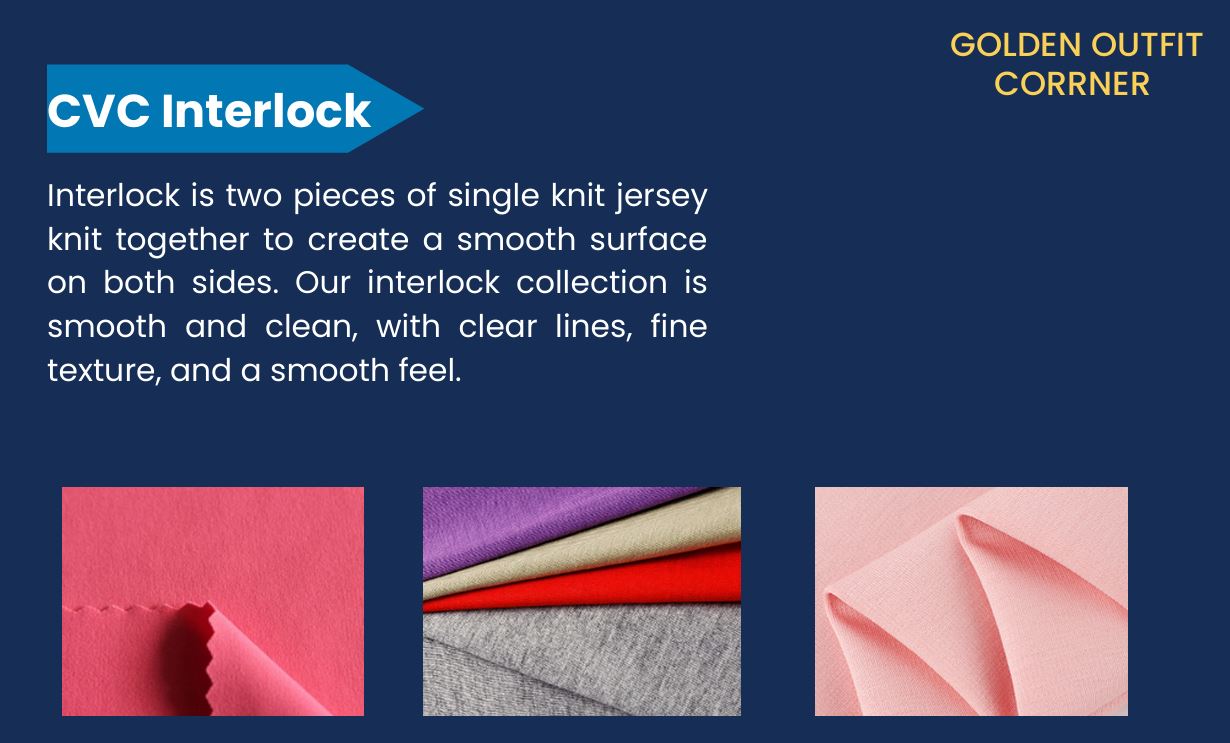 GOLDEN OUTFIT
CORRNER
CVC Interlock
Interlock is two pieces of single knit jersey
knit together to create a smooth surface
on both sides. Our interlock collection is
smooth and clean, with clear lines, fine
texture, and a smooth feel.